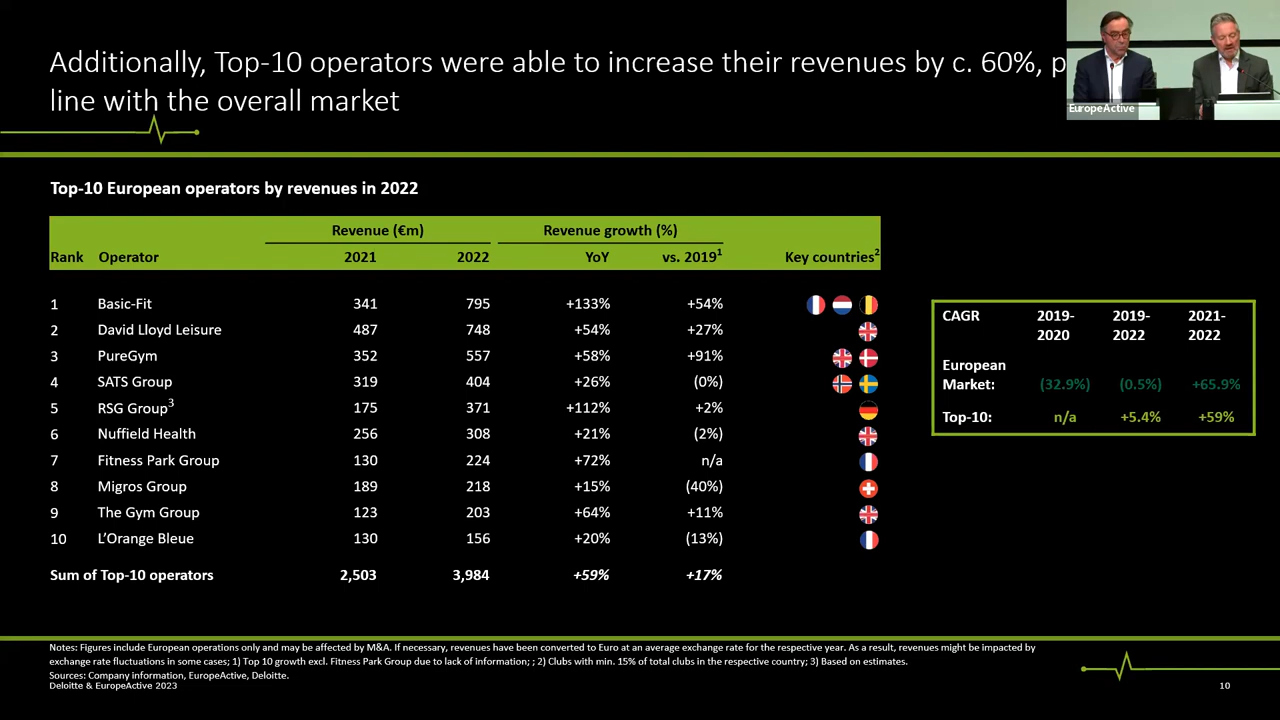 Additionally, Top-10 operators were able to increase their revenues by c. 60%, p
line with the overall market
EuropeActive
Top-10 European operators by revenues in 2022
Revenue (€m) Revenue growth (%)
Rank Operator 2021 2022 YoY vs. 2019¹ Key countries²
1 Basic-Fit 341 795 +133% +54%
2 David Lloyd Leisure 487 748 +54% +27%
3 PureGym 352 557 +58% +91%
4 SATS Group 319 404 +26% (0%)
5 RSG Group³ 175 371 +112% +2%
6 Nuffield Health 256 308 +21% (2%)
7 Fitness Park Group 130 224 +72% n/a
8 Migros Group 189 218 +15% (40%)
9 The Gym Group 123 203 +64% +11%
10 L’Orange Bleue 130 156 +20% (13%)
Sum of Top-10 operators 2,503 3,984 +59% +17%
CAGR 2019- 2019- 2021-
2020 2022 2022
European
Market: (32.9%) (0.5%) +65.9%
Top-10: n/a +5.4% +59%
Notes: Figures include European operations only and may be affected by M&A. If necessary, revenues have been converted to Euro at an average exchange rate for the respective year. As a result, revenues might be impacted by
exchange rate fluctuations in some cases; 1) Top 10 growth excl. Fitness Park Group due to lack of information; ; 2) Clubs with min. 15% of total clubs in the respective country; 3) Based on estimates.
Sources: Company information, EuropeActive, Deloitte.
Deloitte & EuropeActive 2023
10